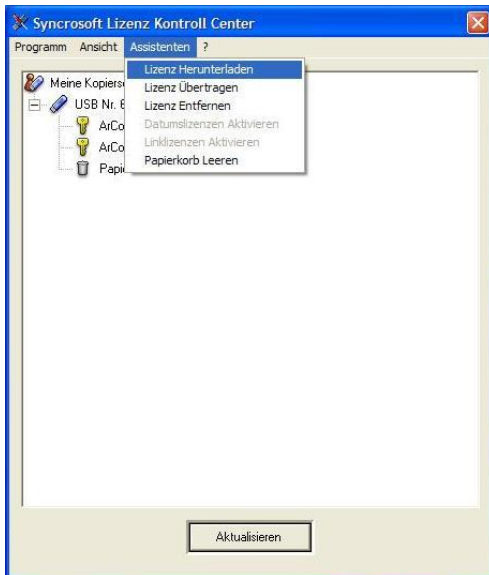 Syncrosoft Lizenz Kontroll Center
Programm Ansicht Assistenten ?
Lizenz Herunterladen
Lizenz Übertragen
Lizenz Entfernen
Datumslizenzen Aktivieren
Linklizenzen Aktivieren
Papierkorb Leeren
Meine Kopiers
USB Nr. 6
ArCo
ArCo
Papi
Aktualisieren